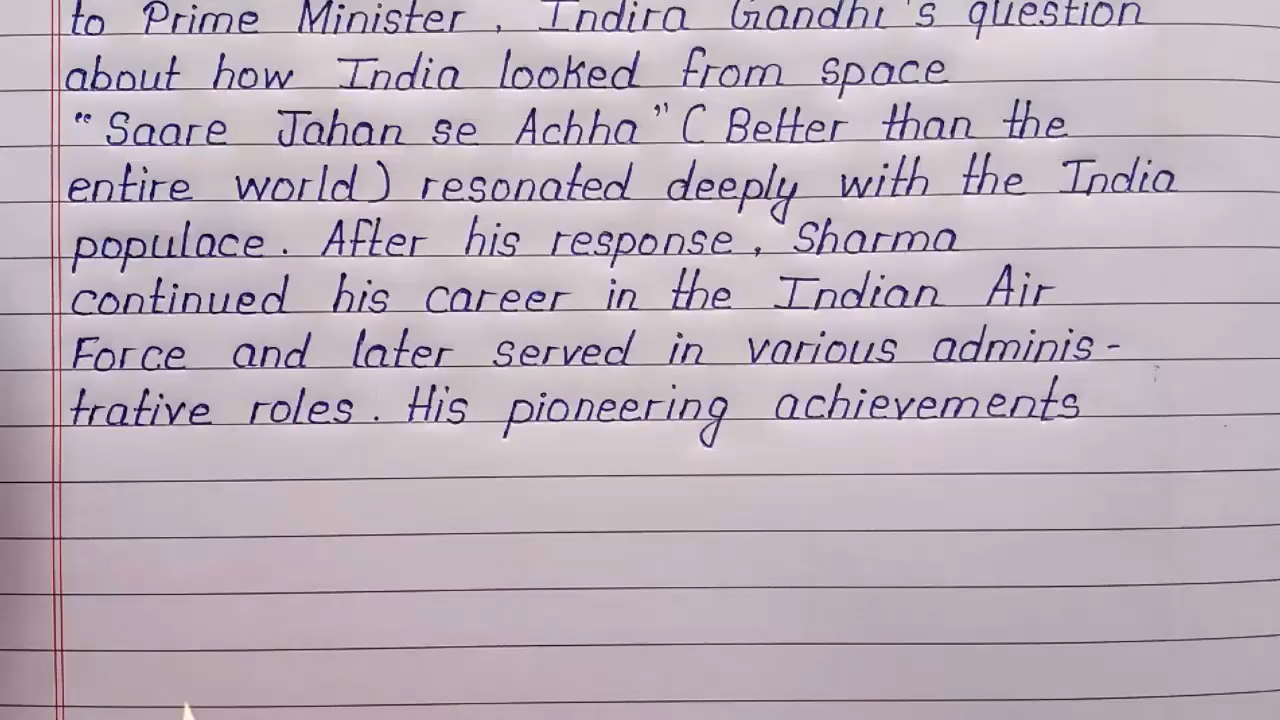 to Prime Minister, Indira Gandhi's question
about how India looked from space
"Saare Jahan se Achha" (Better than the
entire world) resonated deeply with the India
populace. After his response, Sharma
continued his career in the Indian Air
Force and later served in various adminis-
trative roles. His pioneering achievements